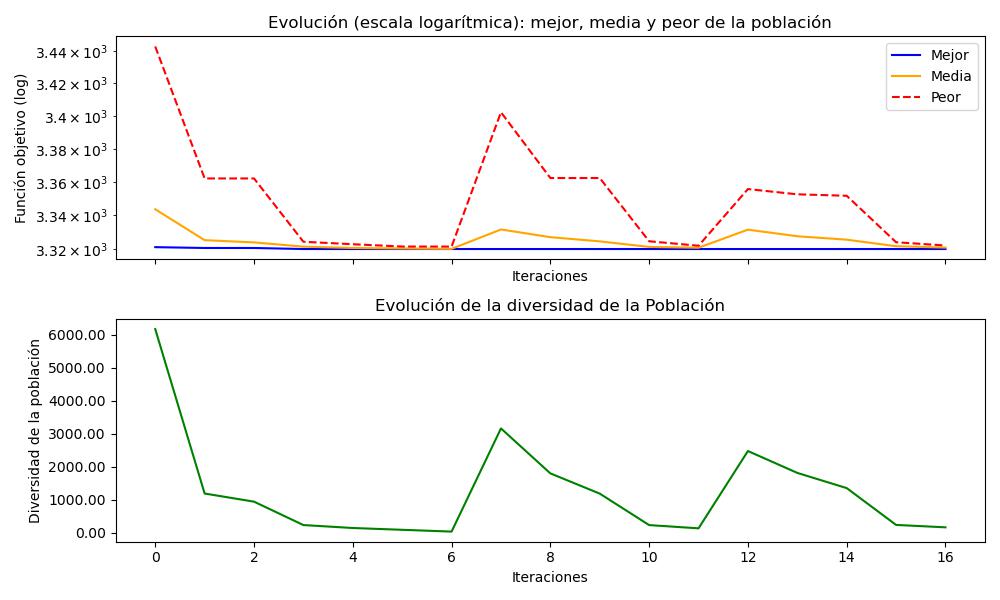 Evolución (escala logarítmica): mejor, media y peor de la población
Función objetivo (log)
3.44 × 10³
3.42 × 10³
3.4 × 10³
3.38 × 10³
3.36 × 10³
3.34 × 10³
3.32 × 10³
Mejor
Media
Peor
Iteraciones
Evolución de la diversidad de la Población
Diversidad de la población
6000.00
5000.00
4000.00
3000.00
2000.00
1000.00
0.00
0 2 4 6 8 10 12 14 16
Iteraciones